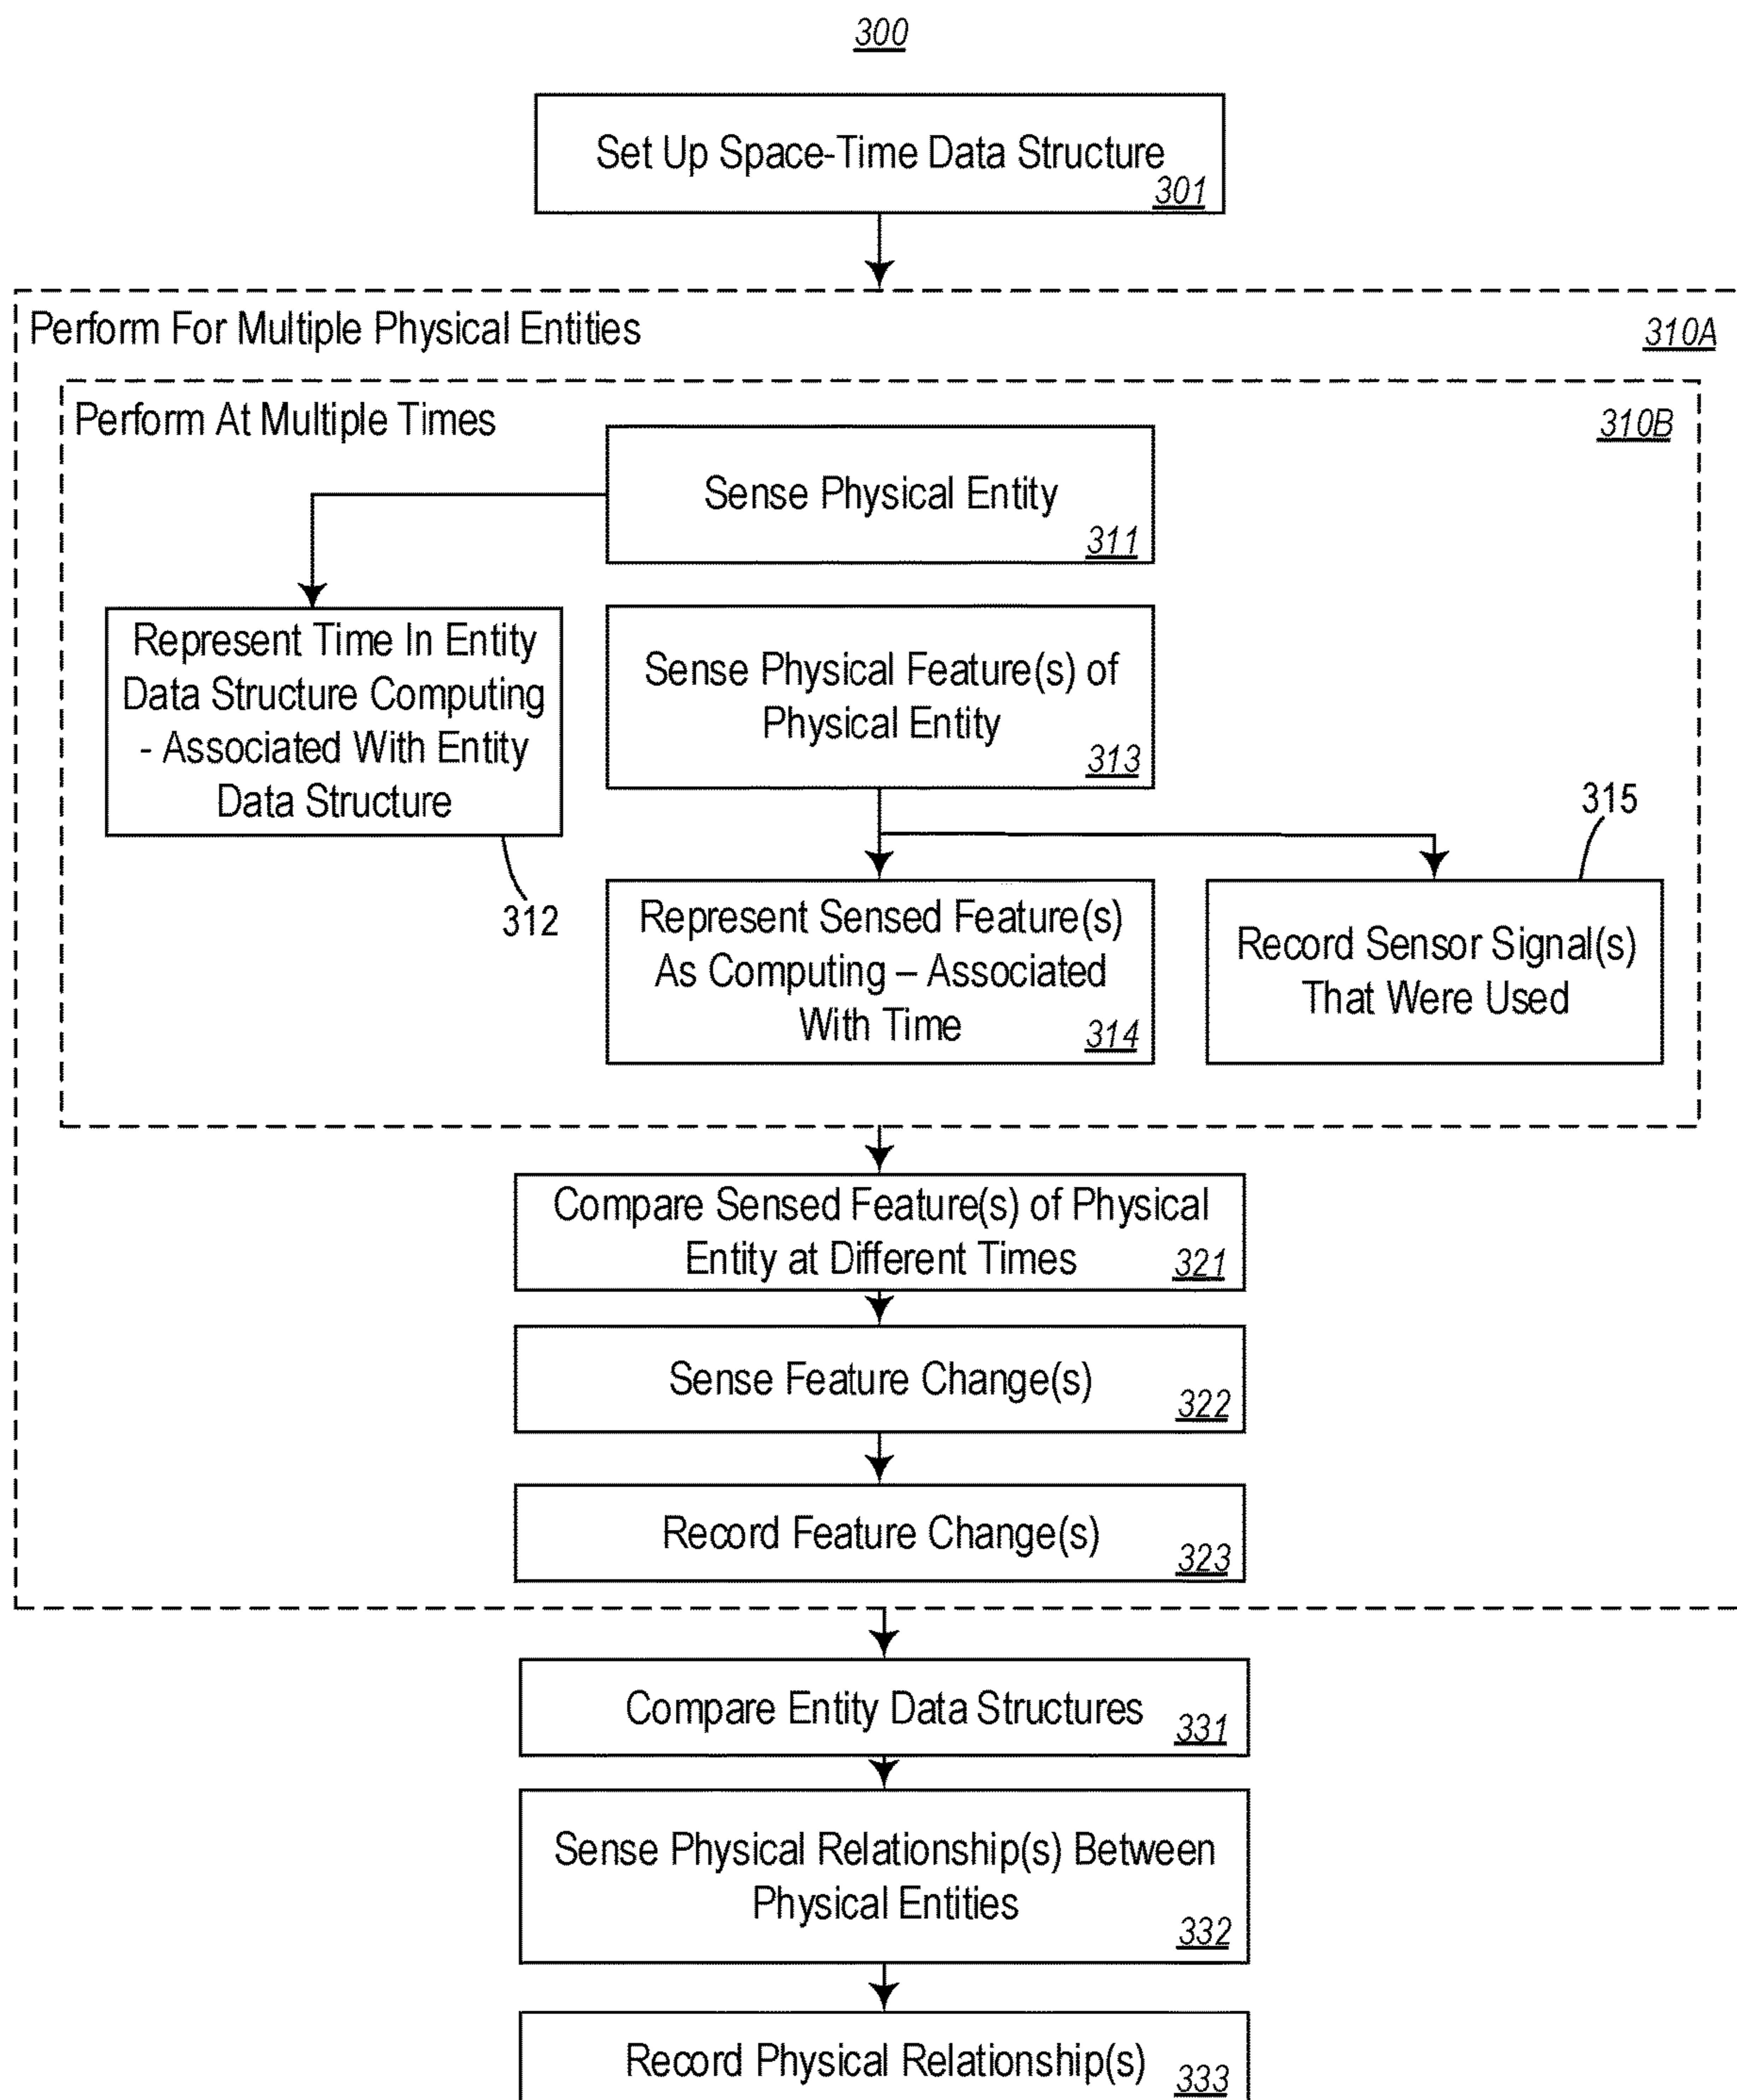 300
Set Up Space-Time Data Structure
301
Perform For Multiple Physical Entities
310A
Perform At Multiple Times
310B
Sense Physical Entity
311
Represent Time In Entity
Data Structure Computing
- Associated With Entity
Data Structure
312
Sense Physical Feature(s) of
Physical Entity
313
315
Represent Sensed Feature(s)
As Computing – Associated
With Time
314
Record Sensor Signal(s)
That Were Used
Compare Sensed Feature(s) of Physical
Entity at Different Times
321
Sense Feature Change(s)
322
Record Feature Change(s)
323
Compare Entity Data Structures
331
Sense Physical Relationship(s) Between
Physical Entities
332
Record Physical Relationship(s)
333